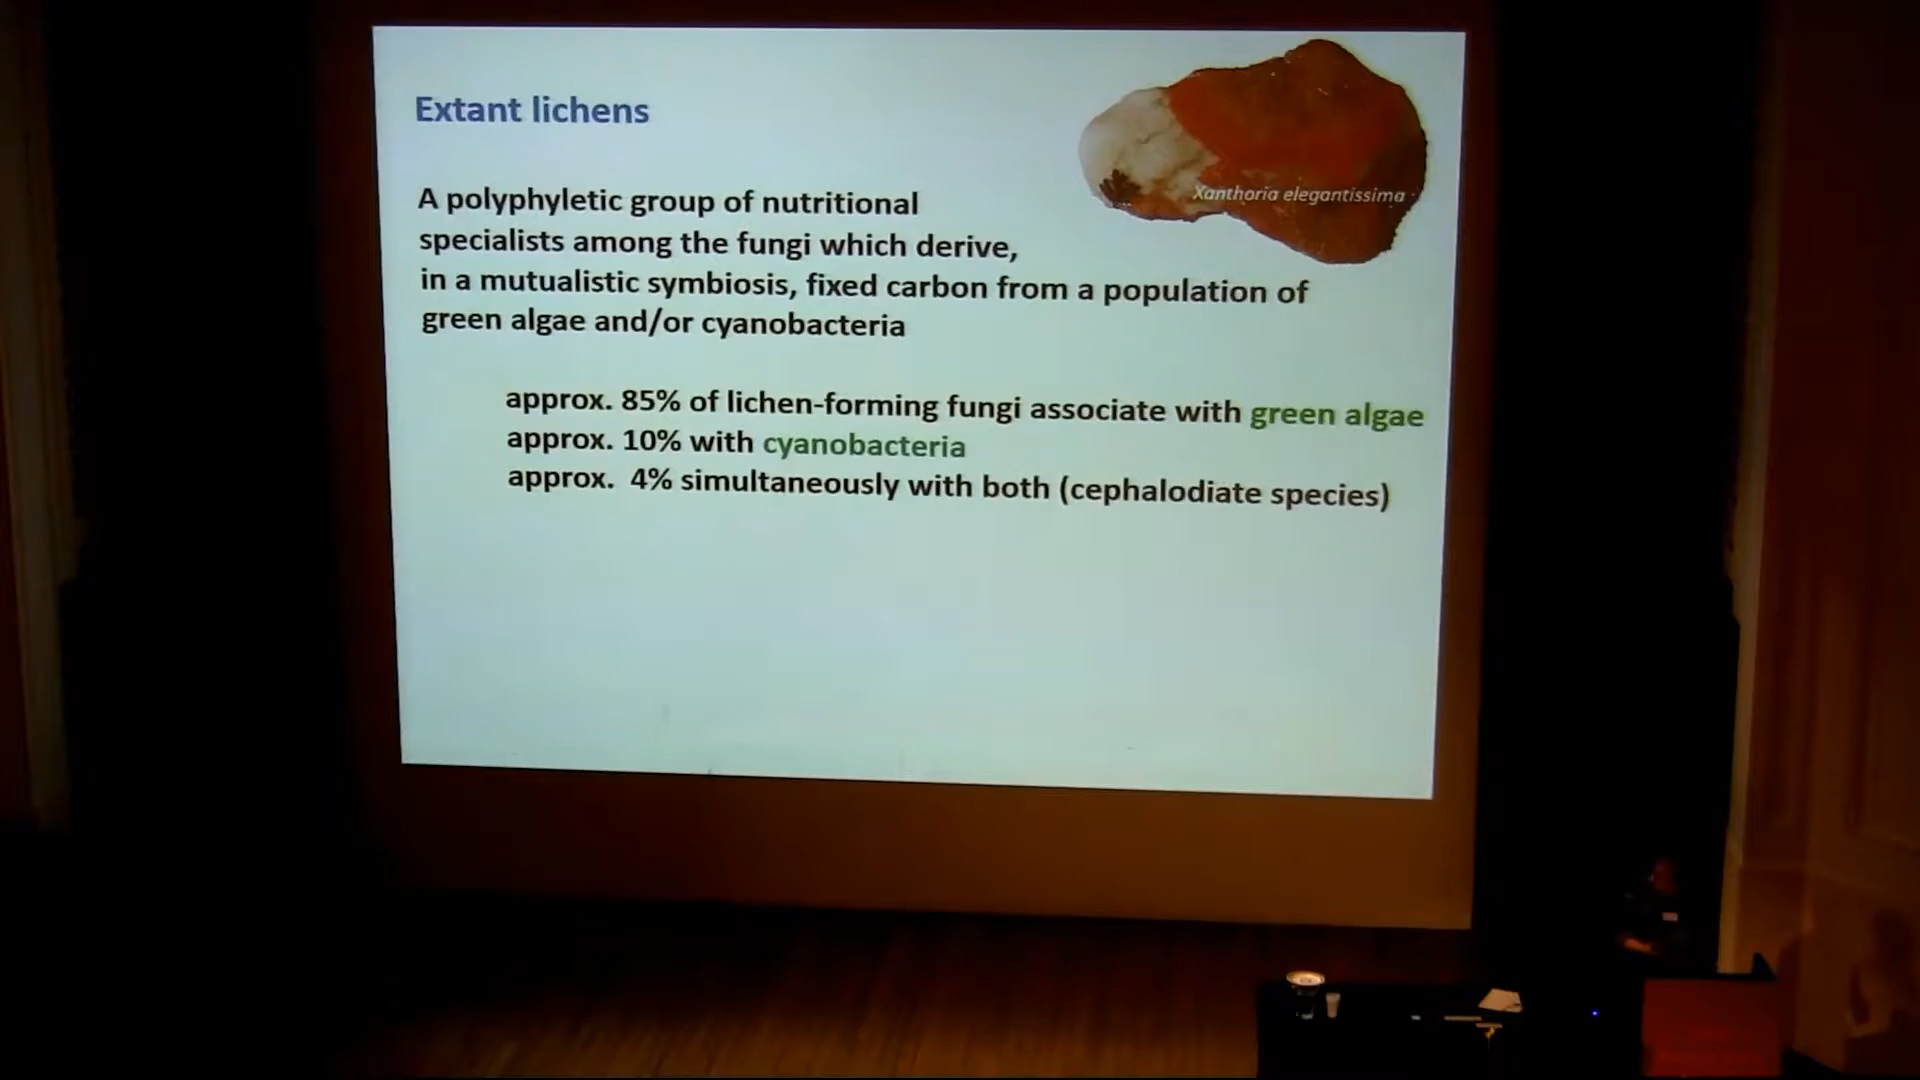 Extant lichens
Xanthoria elegantissima
A polyphyletic group of nutritional
specialists among the fungi which derive,
in a mutualistic symbiosis, fixed carbon from a population of
green algae and/or cyanobacteria
approx. 85% of lichen-forming fungi associate with green algae
approx. 10% with cyanobacteria
approx. 4% simultaneously with both (cephalodiate species)